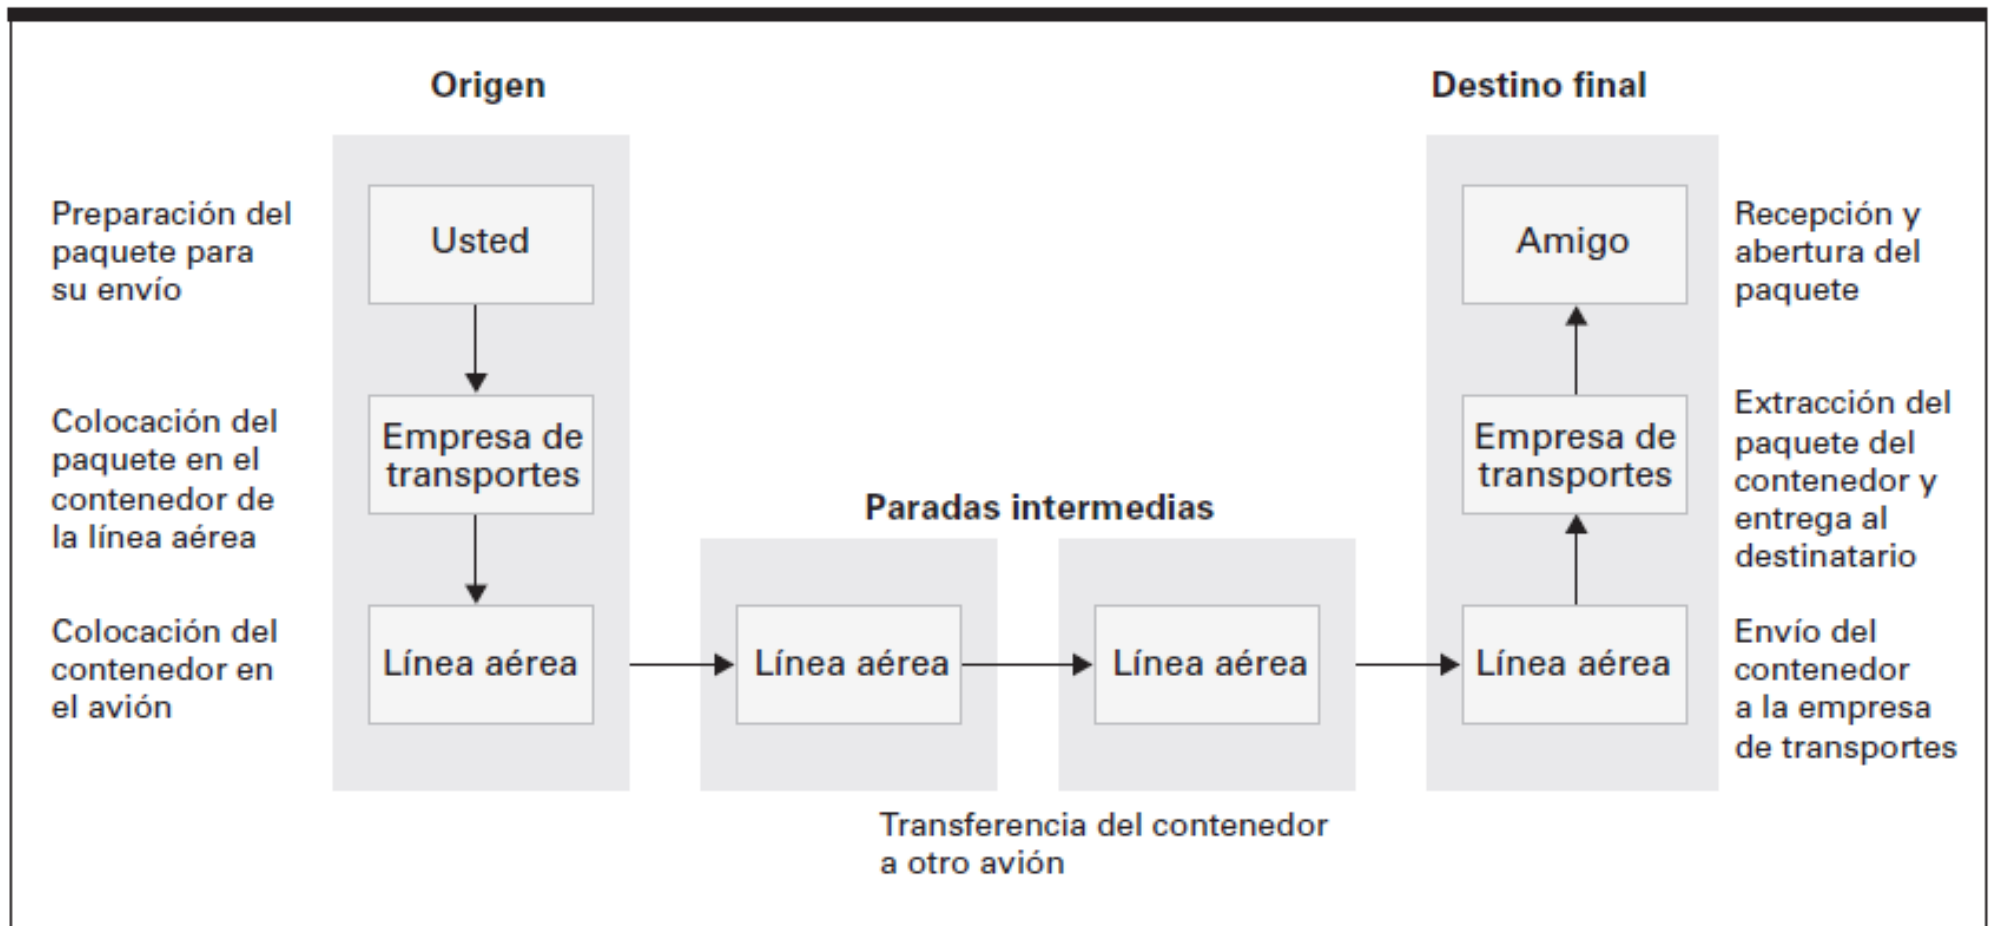 Origen
Preparación del
paquete para
su envío
Usted
Colocación del
paquete en el
contenedor de
la línea aérea
Empresa de
transportes
Colocación del
contenedor en
el avión
Línea aérea
Paradas intermedias
Línea aérea
Línea aérea
Transferencia del contenedor
a otro avión
Destino final
Amigo
Recepción y
abertura del
paquete
Empresa de
transportes
Extracción del
paquete del
contenedor y
entrega al
destinatario
Línea aérea
Envío del
contenedor
a la empresa
de transportes